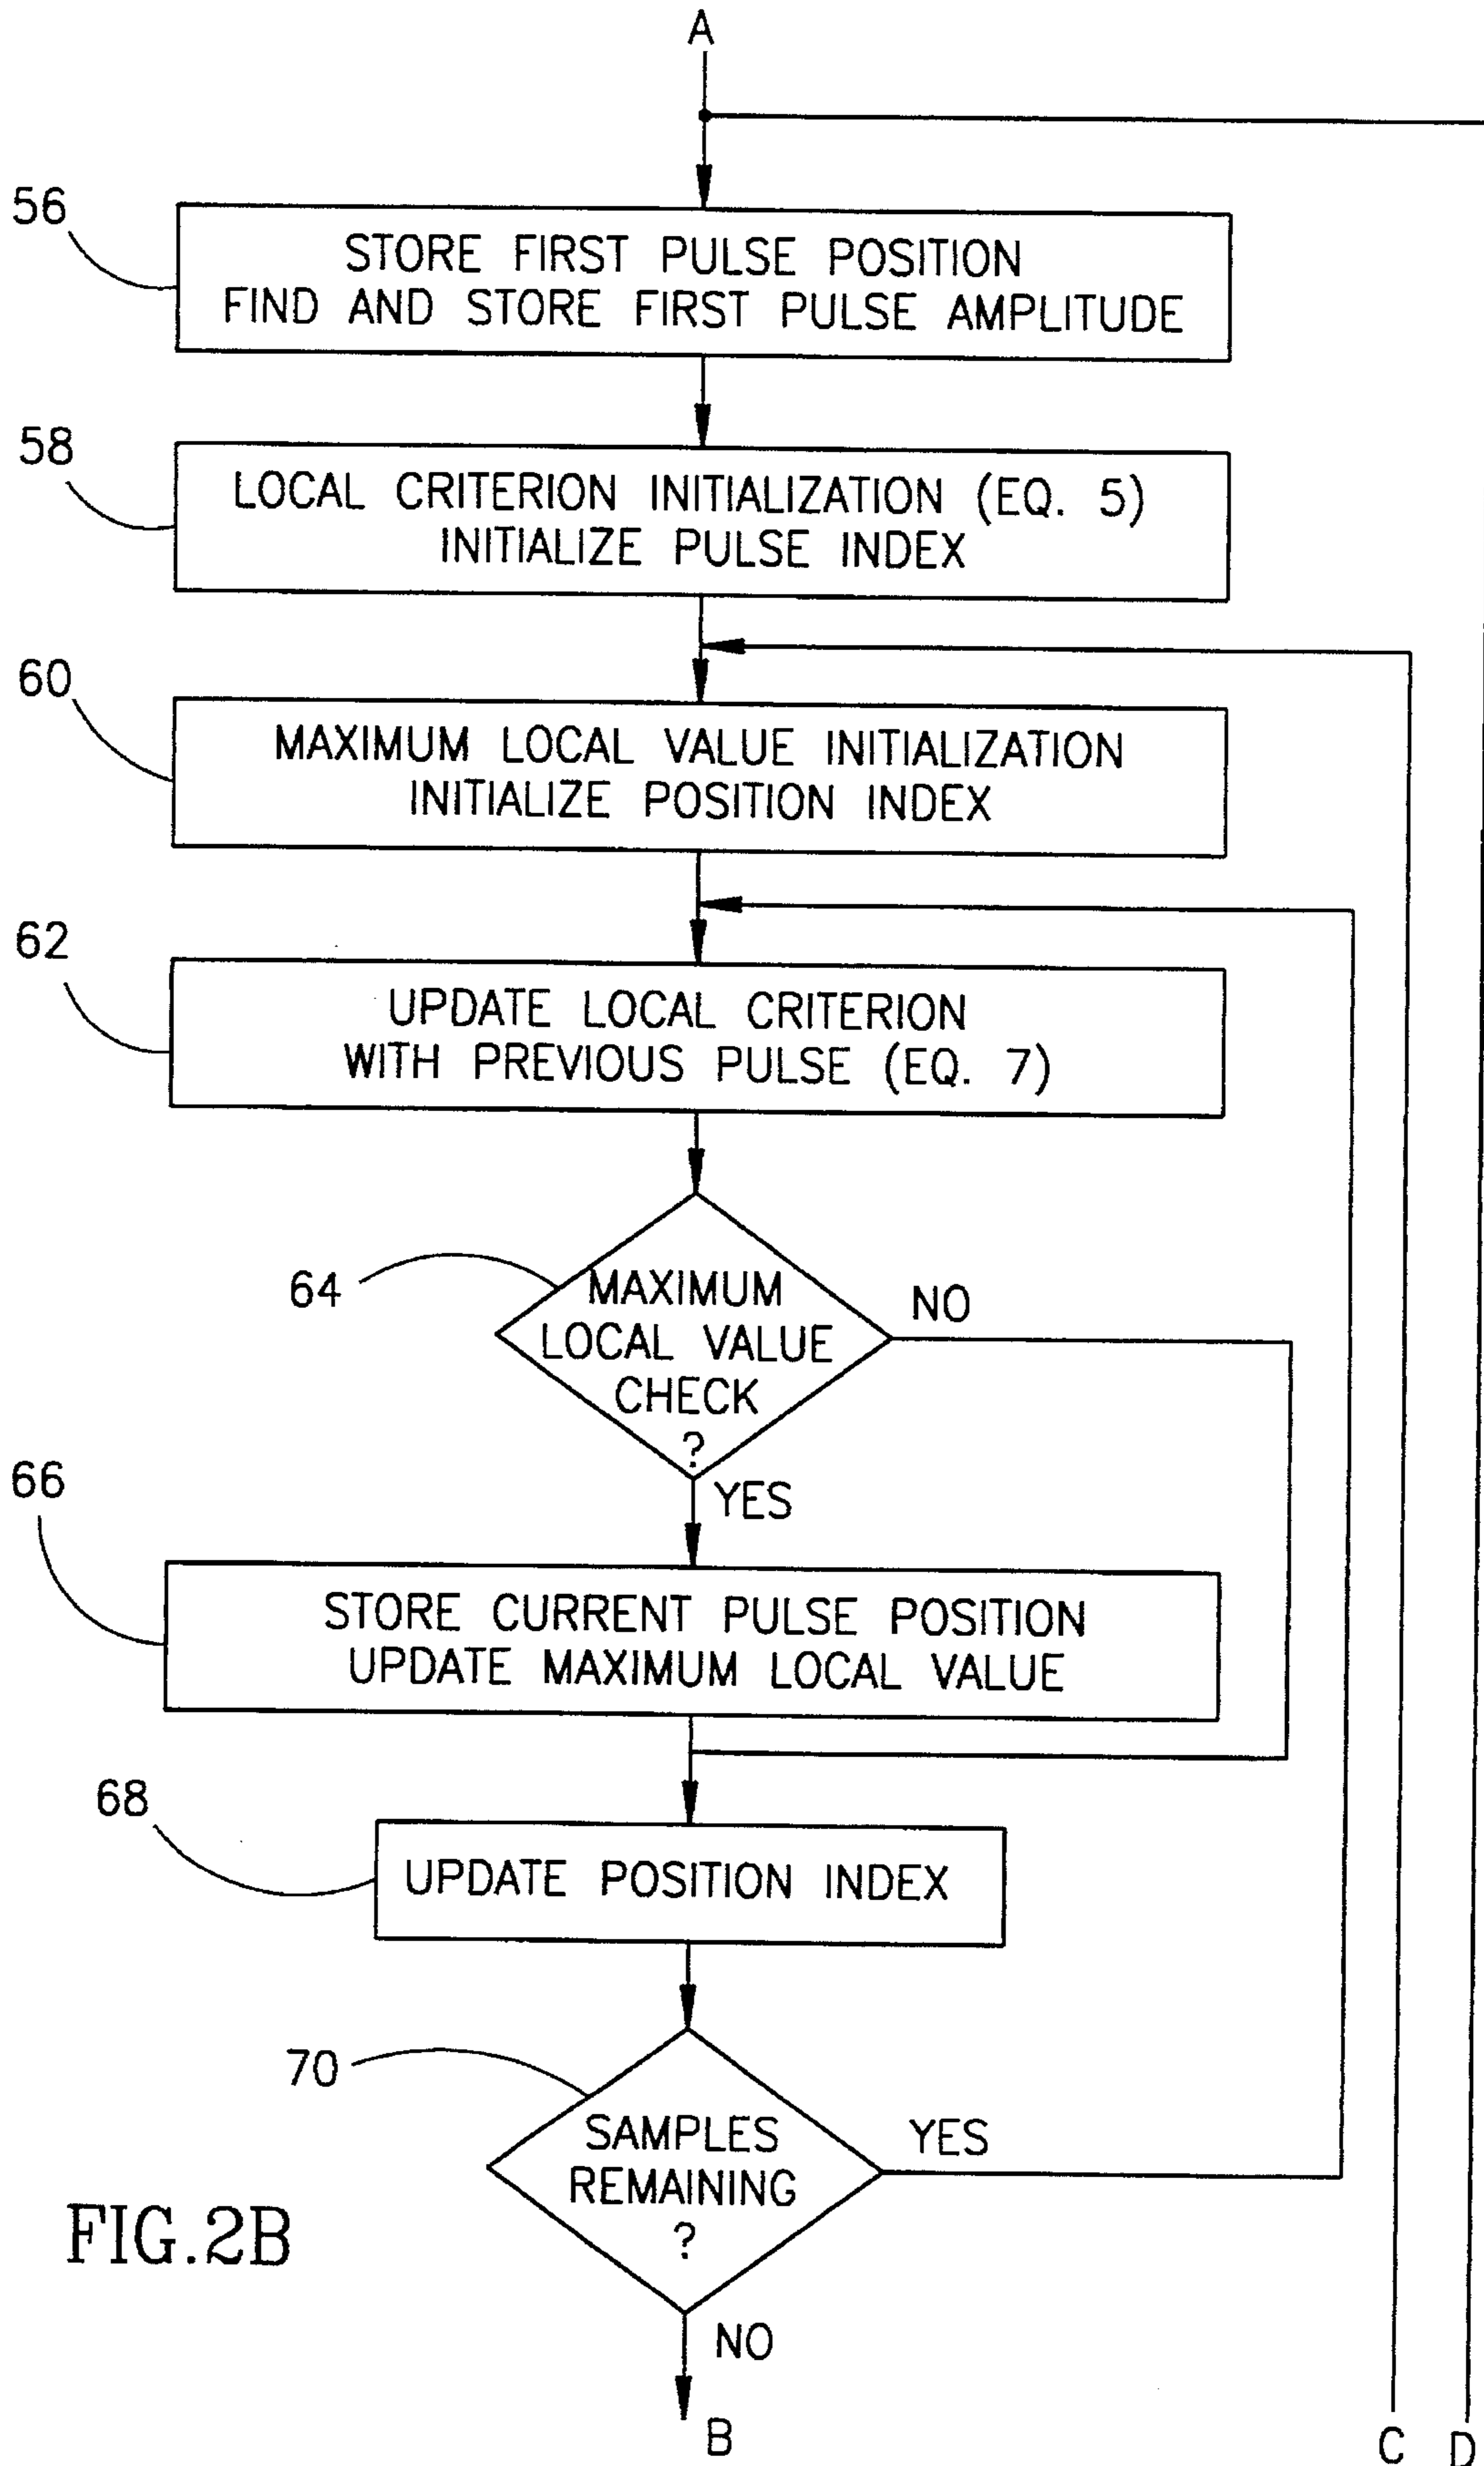 A
56
STORE FIRST PULSE POSITION
FIND AND STORE FIRST PULSE AMPLITUDE
58
LOCAL CRITERION INITIALIZATION (EQ. 5)
INITIALIZE PULSE INDEX
60
MAXIMUM LOCAL VALUE INITIALIZATION
INITIALIZE POSITION INDEX
62
UPDATE LOCAL CRITERION
WITH PREVIOUS PULSE (EQ. 7)
64
MAXIMUM
LOCAL VALUE
CHECK
?
NO
YES
66
STORE CURRENT PULSE POSITION
UPDATE MAXIMUM LOCAL VALUE
68
UPDATE POSITION INDEX
70
SAMPLES
REMAINING
?
YES
NO
FIG.2B
B
C
D